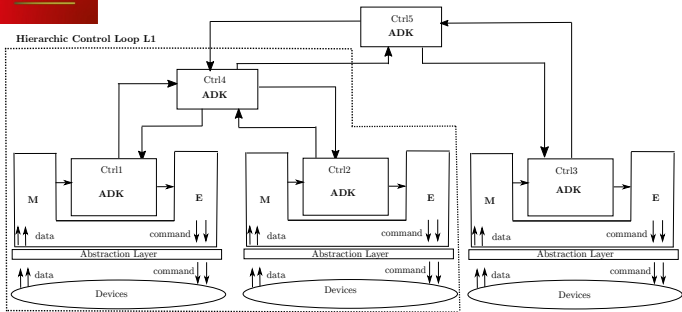 Ctrl5
ADK
Hierarchic Control Loop L1
Ctrl4
ADK
Ctrl1
ADK
M
E
data
command
Abstraction Layer
data
command
Devices
Ctrl2
ADK
M
E
data
command
Abstraction Layer
data
command
Devices
Ctrl3
ADK
M
E
data
command
Abstraction Layer
data
command
Devices